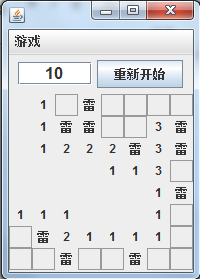 游戏
10 重新开始
1 雷
1 雷 雷 3 雷
1 2 2 2 雷 3 雷
1 1 3
1 雷
1 1 1 1
雷 2 1 1 1 1
雷 雷